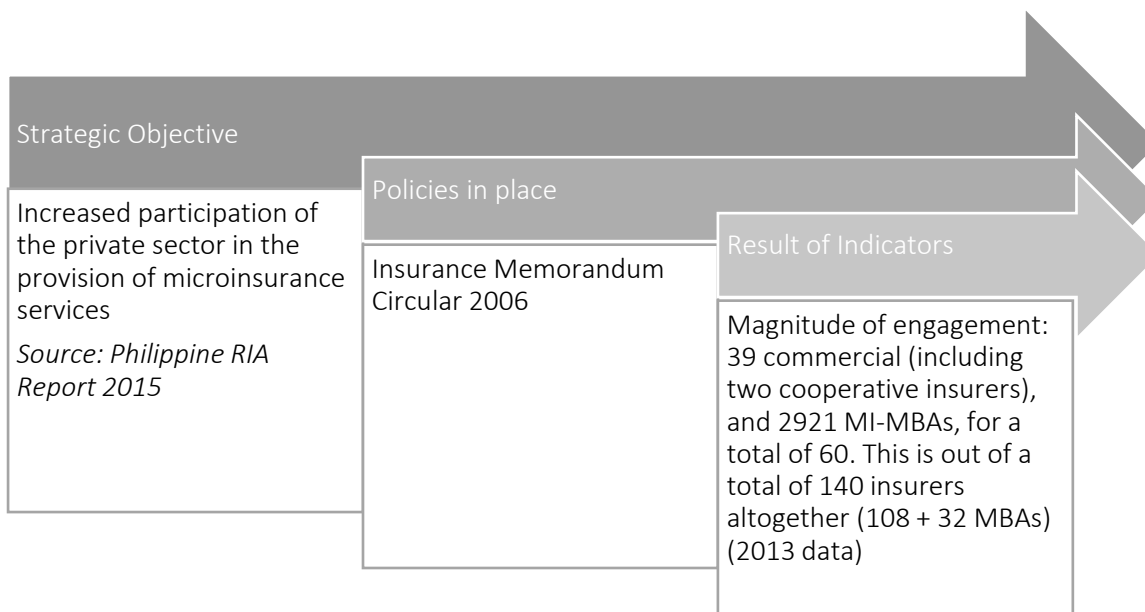 Strategic Objective
Increased participation of
the private sector in the
provision of microinsurance
services
Source: Philippine RIA
Report 2015
Policies in place
Insurance Memorandum
Circular 2006
Result of Indicators
Magnitude of engagement:
39 commercial (including
two cooperative insurers),
and 2921 MI-MBAs, for a
total of 60. This is out of a
total of 140 insurers
altogether (108 + 32 MBAs)
(2013 data)